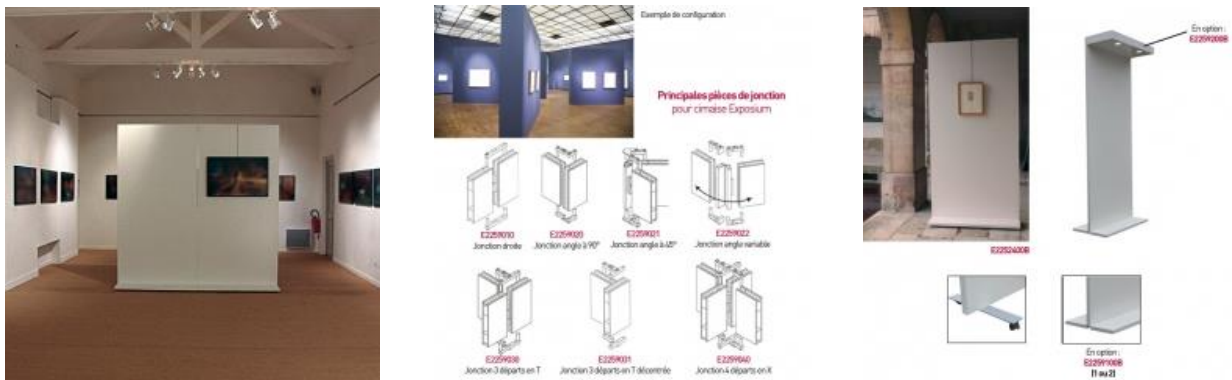 Exemple de configuration
Principales pièces de jonction
pour cimaise Exposium
E2259010
Jonction droite
E2259020
Jonction angle à 90°
E2259021
Jonction angle à 45°
E2259022
Jonction angle variable
E2259030
Jonction 3 départs en T
E2259031
Jonction 3 départs en T décentrée
E2259040
Jonction 4 départs en X
En option :
E2259200B
E2252400B
En option :
E2259100B
(1 ou 2)